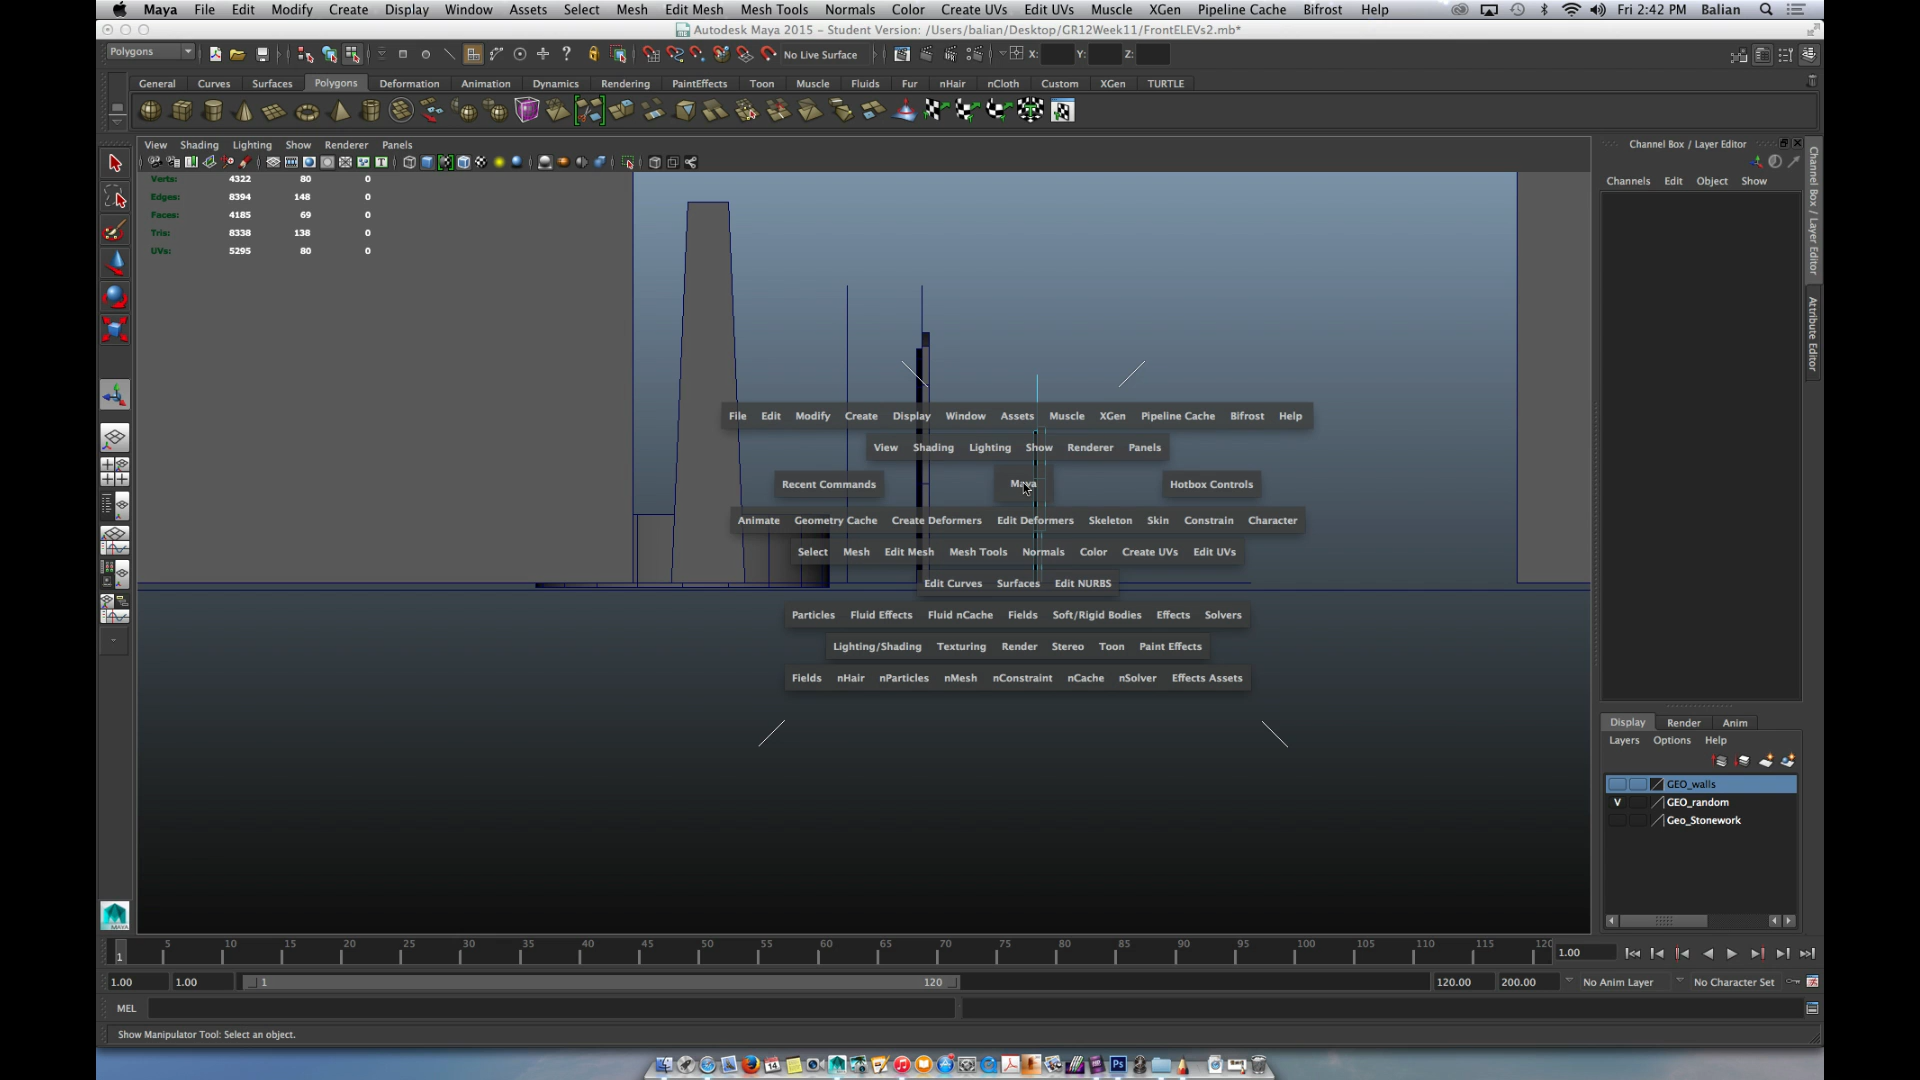 Maya File Edit Modify Create Display Window Assets Select Mesh Edit Mesh Mesh Tools Normals Color Create UVs Edit UVs Muscle XGen Pipeline Cache Bifrost Help Fri 2:42 PM Balian
Autodesk Maya 2015 - Student Version: /Users/balian/Desktop/GR12Week11/FrontELEVs2.mb*
Polygons No Live Surface X: Y: Z:
General Curves Surfaces Polygons Deformation Animation Dynamics Rendering PaintEffects Toon Muscle Fluids Fur nHair nCloth Custom XGen TURTLE
View Shading Lighting Show Renderer Panels
Channel Box / Layer Editor
Channels Edit Object Show
Channel Box / Layer Editor
Attribute Editor
Verts: 4322 80 0
Edges: 8394 148 0
Faces: 4185 69 0
Tris: 8338 138 0
UVs: 5295 80 0
File Edit Modify Create Display Window Assets Muscle XGen Pipeline Cache Bifrost Help
View Shading Lighting Show Renderer Panels
Recent Commands Maya Hotbox Controls
Animate Geometry Cache Create Deformers Edit Deformers Skeleton Skin Constrain Character
Select Mesh Edit Mesh Mesh Tools Normals Color Create UVs Edit UVs
Edit Curves Surfaces Edit NURBS
Particles Fluid Effects Fluid nCache Fields Soft/Rigid Bodies Effects Solvers
Lighting/Shading Texturing Render Stereo Toon Paint Effects
Fields nHair nParticles nMesh nConstraint nCache nSolver Effects Assets
Display Render Anim
Layers Options Help
GEO_walls
V GEO_random
Geo_Stonework
MAYA
1 5 10 15 20 25 30 35 40 45 50 55 60 65 70 75 80 85 90 95 100 105 110 115 120 1.00
1.00 1.00 1 120 120.00 200.00 No Anim Layer No Character Set
MEL
Show Manipulator Tool: Select an object.
14 Ps